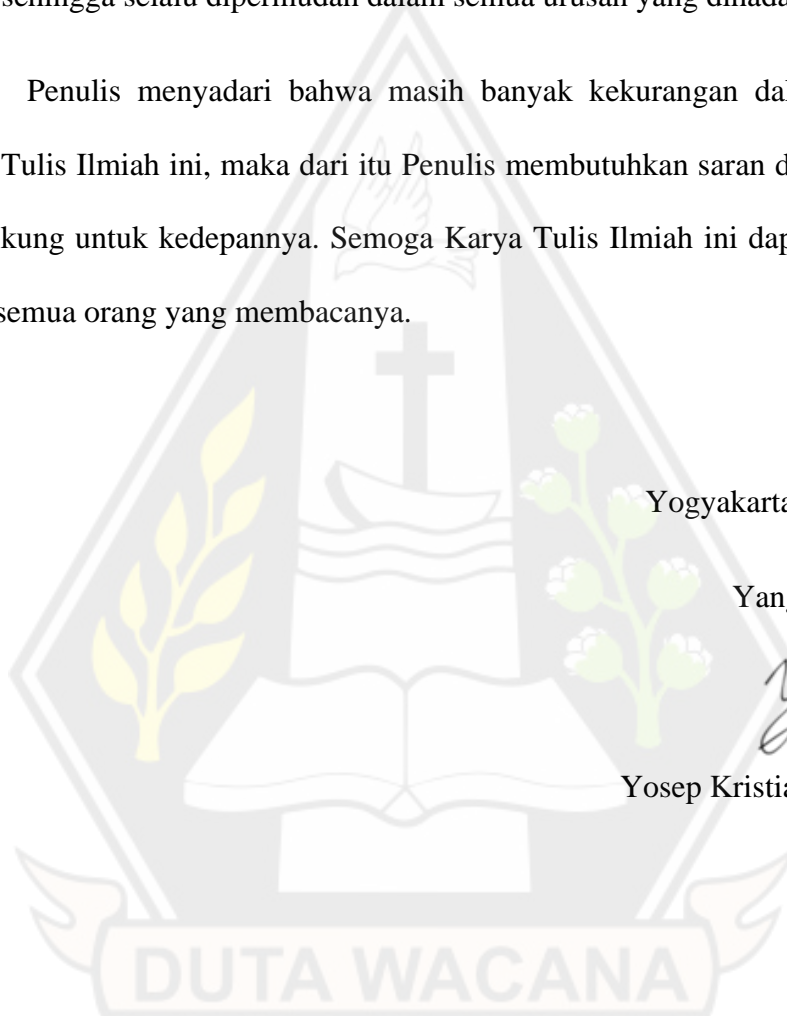 sehingga selalu dipermudah dalam semua urusan yang dihada
Penulis menyadari bahwa masih banyak kekurangan dal
Tulis Ilmiah ini, maka dari itu Penulis membutuhkan saran d
kung untuk kedepannya. Semoga Karya Tulis Ilmiah ini dap
semua orang yang membacanya.
Yogyakarta
Yang
Yosep Kristia
DUTA WACANA